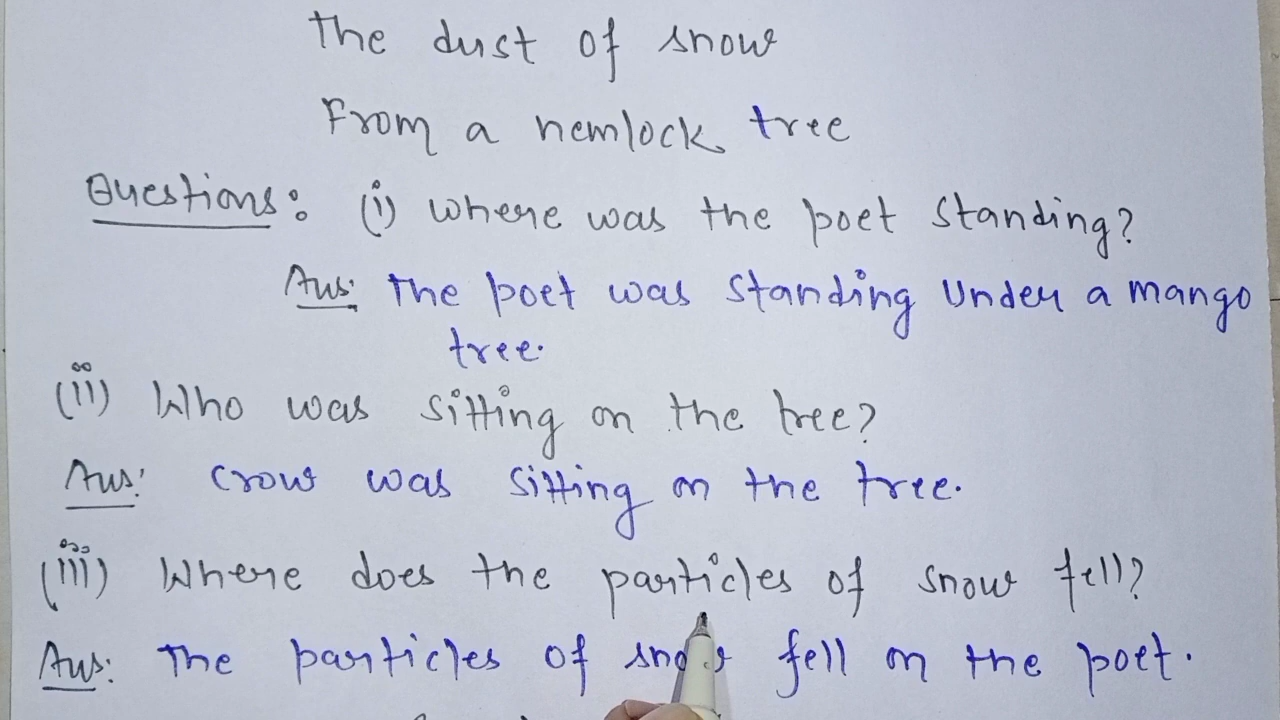 The dust of snow
From a hemlock tree
Questions: (i) Where was the poet standing?
Ans: The poet was standing under a mango
tree.
(ii) Who was sitting on the tree?
Ans: Crow was sitting on the tree.
(iii) Where does the particles of snow fell?
Ans: The particles of snow fell on the poet.